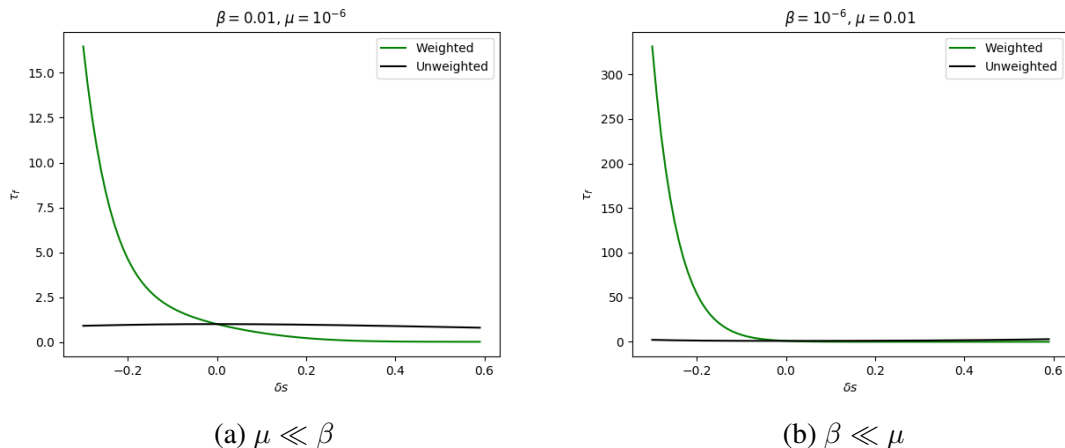 β = 0.01, μ = 10⁻⁶
Weighted
Unweighted
15.0
12.5
10.0
7.5
5.0
2.5
0.0
τ_f
−0.2 0.0 0.2 0.4 0.6
δs
(a) μ ≪ β
β = 10⁻⁶, μ = 0.01
Weighted
Unweighted
300
250
200
150
100
50
0
τ_f
−0.2 0.0 0.2 0.4 0.6
δs
(b) β ≪ μ